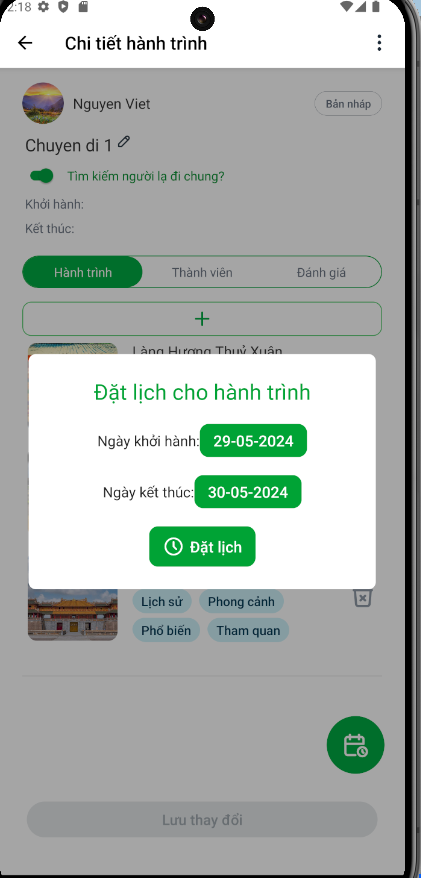 2:18
Chi tiết hành trình
Nguyen Viet
Bản nháp
Chuyen di 1
Tìm kiếm người lạ đi chung?
Khởi hành:
Kết thúc:
Hành trình Thành viên Đánh giá
+
Làng Hương Thuỷ Xuân
Đặt lịch cho hành trình
Ngày khởi hành: 29-05-2024
Ngày kết thúc: 30-05-2024
Đặt lịch
Lịch sử Phong cảnh
Phổ biến Tham quan
Lưu thay đổi